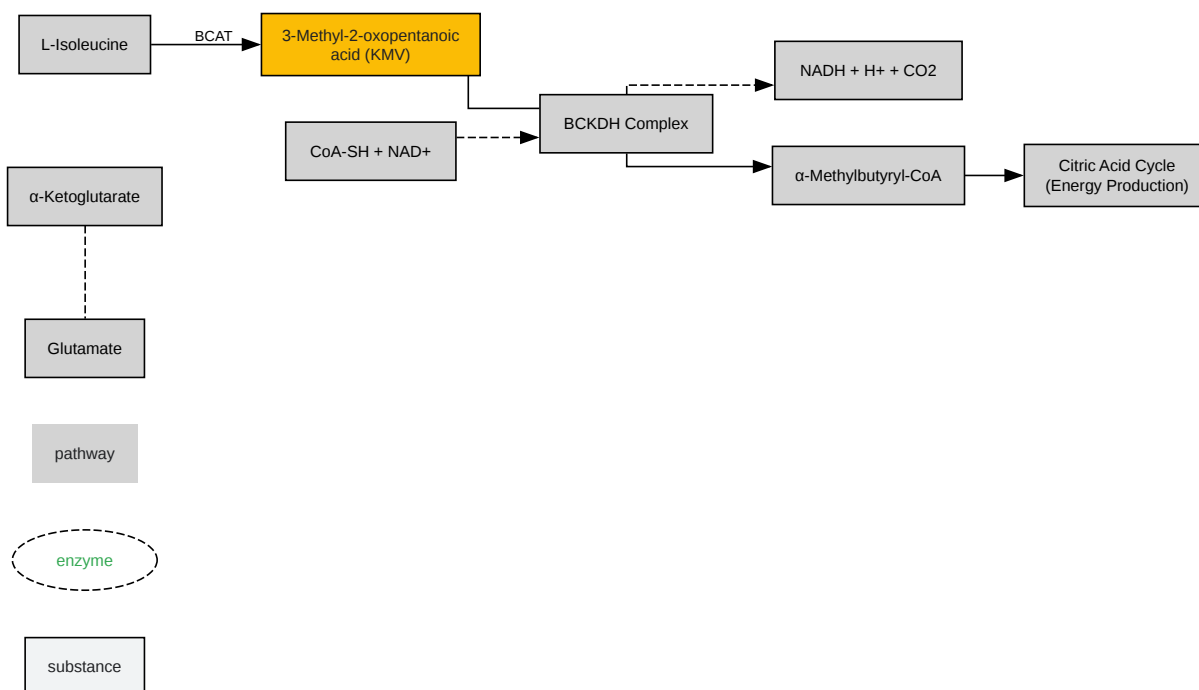 L-Isoleucine
BCAT
3-Methyl-2-oxopentanoic
acid (KMV)
NADH + H+ + CO2
BCKDH Complex
CoA-SH + NAD+
α-Methylbutyryl-CoA
Citric Acid Cycle
(Energy Production)
α-Ketoglutarate
Glutamate
pathway
enzyme
substance